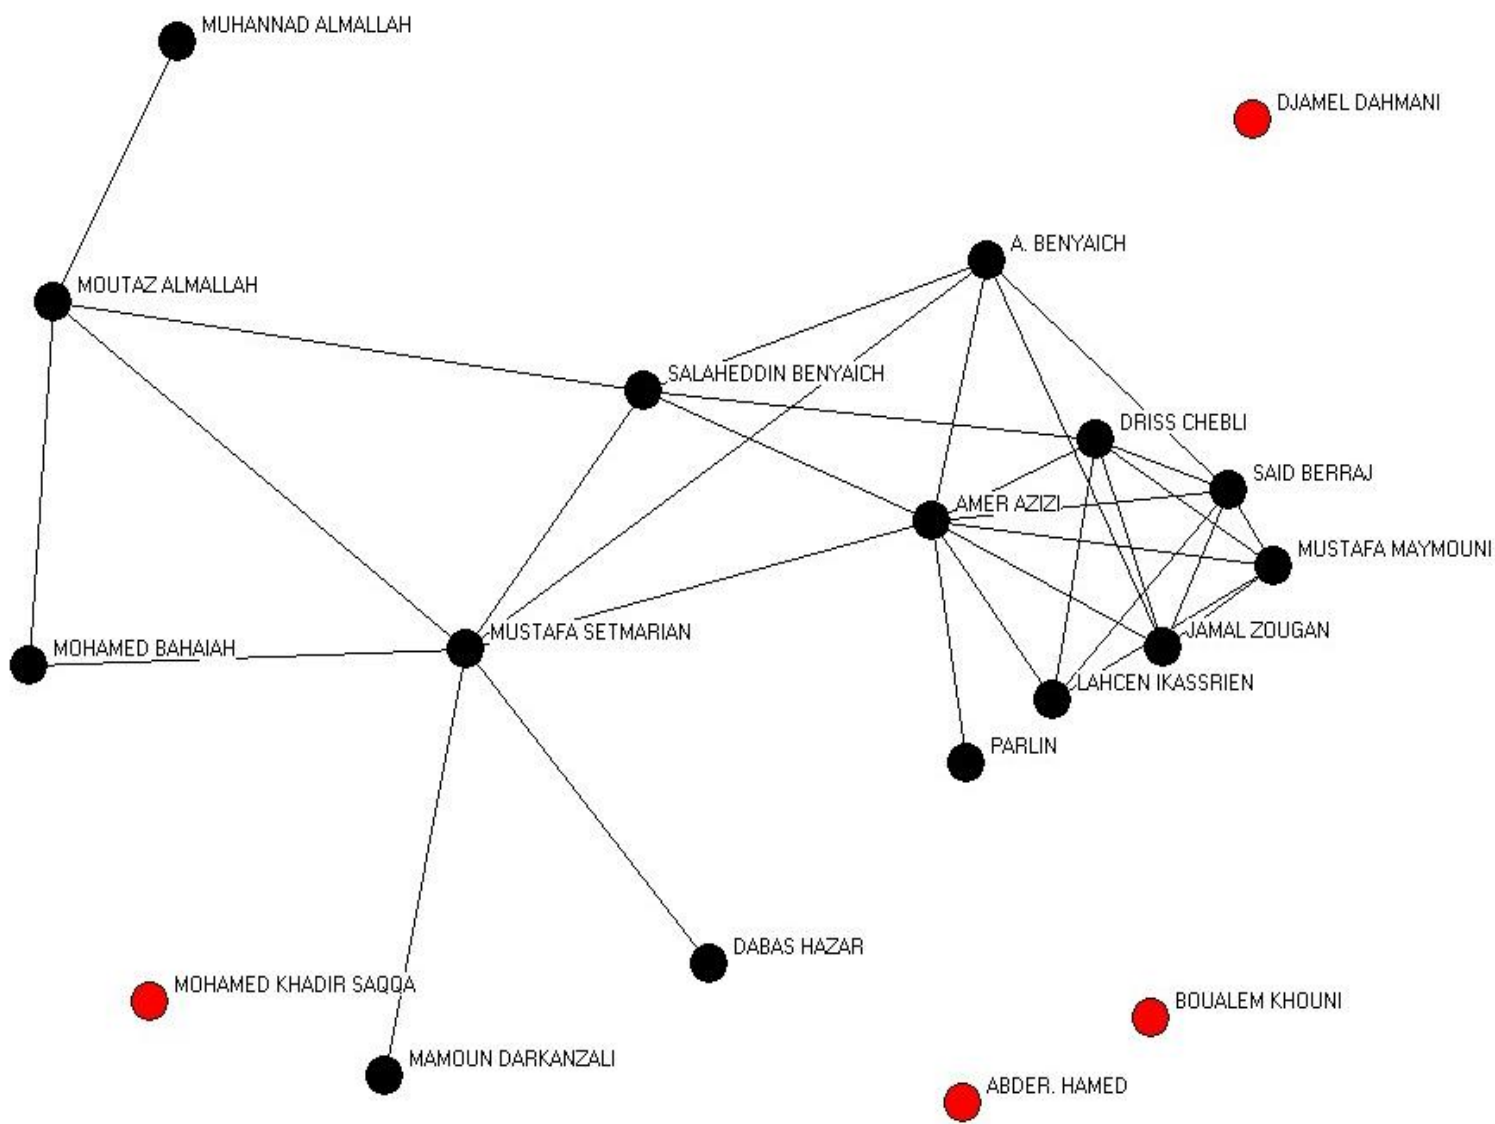 MUHANNAD ALMALLAH
DJAMEL DAHMANI
A. BENYAICH
MOUTAZ ALMALLAH
SALAHEDDIN BENYAICH
DRISS CHEBLI
SAID BERRAJ
AMER AZIZI
MUSTAFA MAYMOUNI
MUSTAFA SETMARIAN
JAMAL ZOUGAN
MOHAMED BAHAIAH
LAHCEN IKASSRIEN
PARLIN
DABAS HAZAR
MOHAMED KHADIR SAQQA
BOUALEM KHOUNI
MAMOUN DARKANZALI
ABDER. HAMED